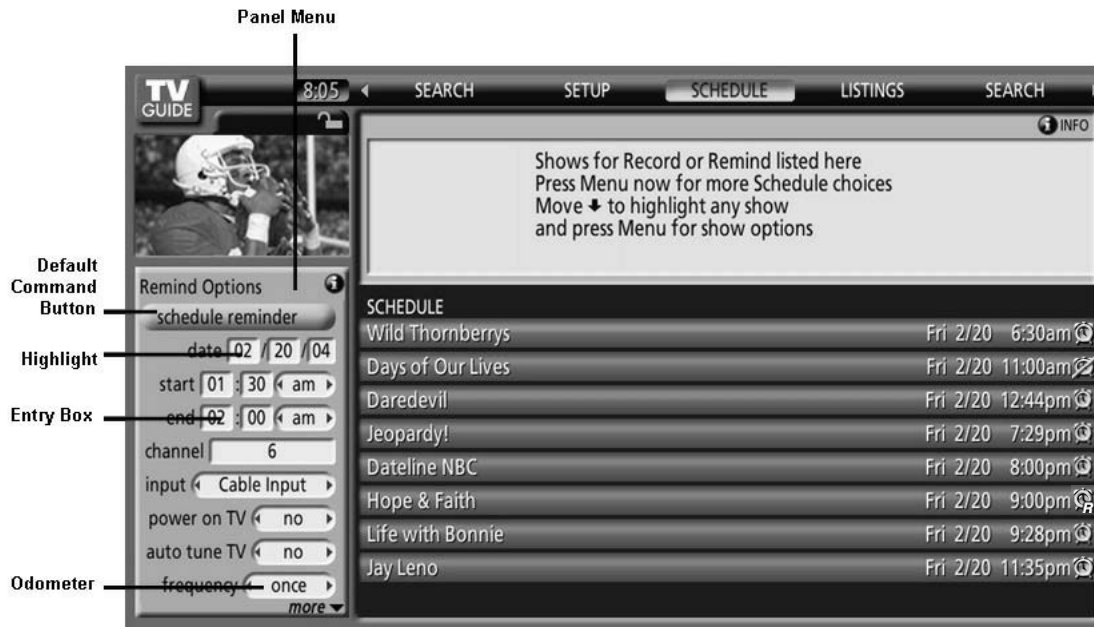 Panel Menu
TV
GUIDE
8:05
SEARCH SETUP SCHEDULE LISTINGS SEARCH
INFO
Shows for Record or Remind listed here
Press Menu now for more Schedule choices
Move ↓ to highlight any show
and press Menu for show options
Default
Command
Button
Highlight
Entry Box
Odometer
Remind Options
schedule reminder
date 02 / 20 / 04
start 01 : 30 am
end 02 : 00 am
channel 6
input Cable Input
power on TV no
auto tune TV no
frequency once
more
SCHEDULE
Wild Thornberrys Fri 2/20 6:30am
Days of Our Lives Fri 2/20 11:00am
Daredevil Fri 2/20 12:44pm
Jeopardy! Fri 2/20 7:29pm
Dateline NBC Fri 2/20 8:00pm
Hope & Faith Fri 2/20 9:00pm R
Life with Bonnie Fri 2/20 9:28pm
Jay Leno Fri 2/20 11:35pm